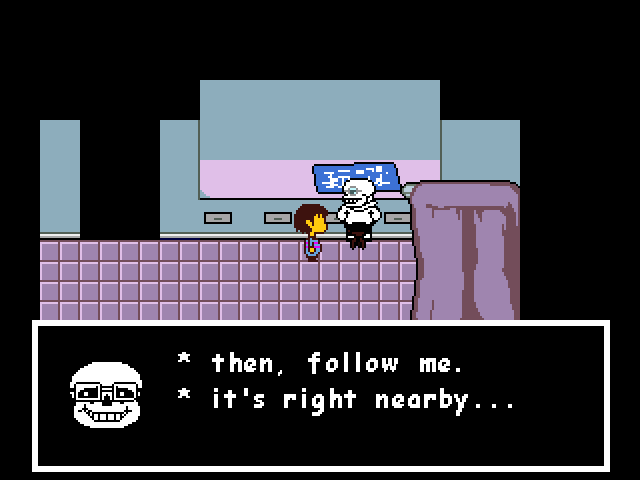 * then, follow me.
* it's right nearby...